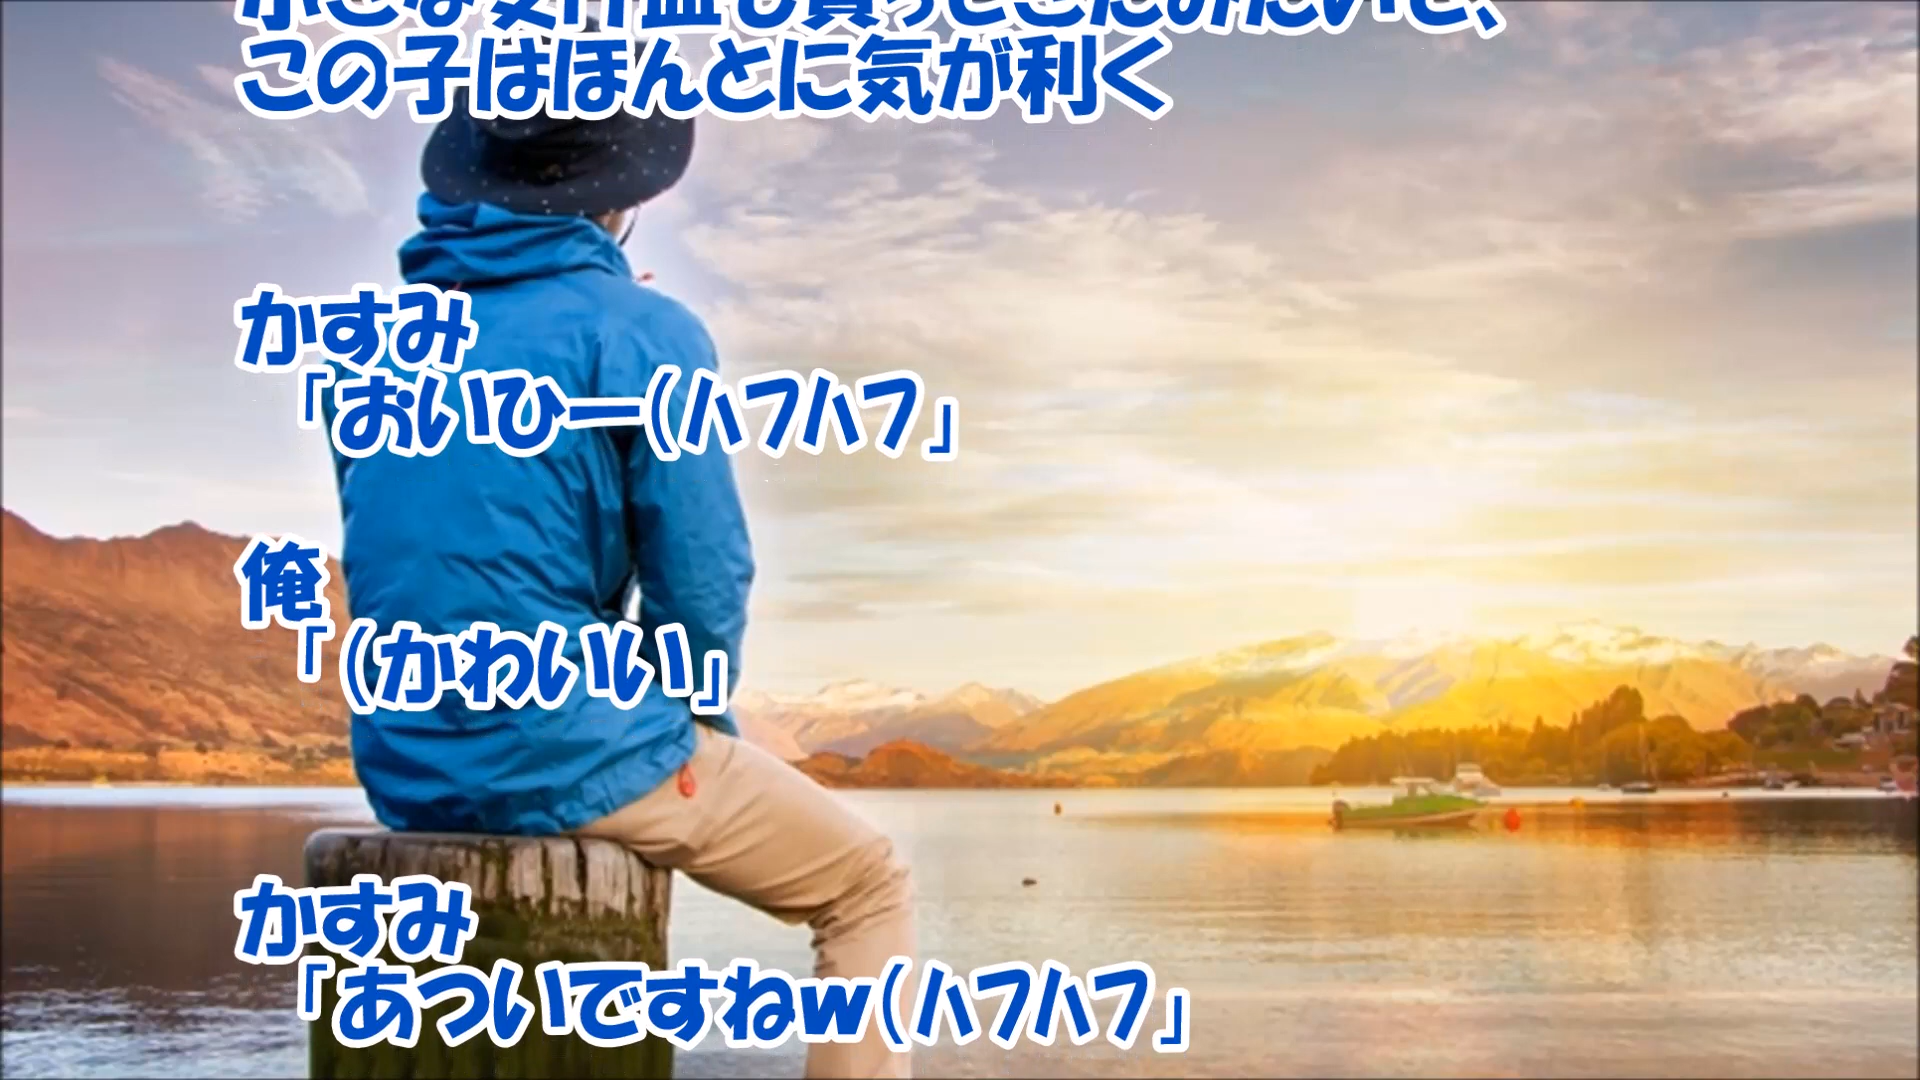 この子はほんとに気が利く
かすみ
「おいひー(ﾊﾌﾊﾌ」
俺
「(かわいい」
かすみ
「あついですねw(ﾊﾌﾊﾌ」